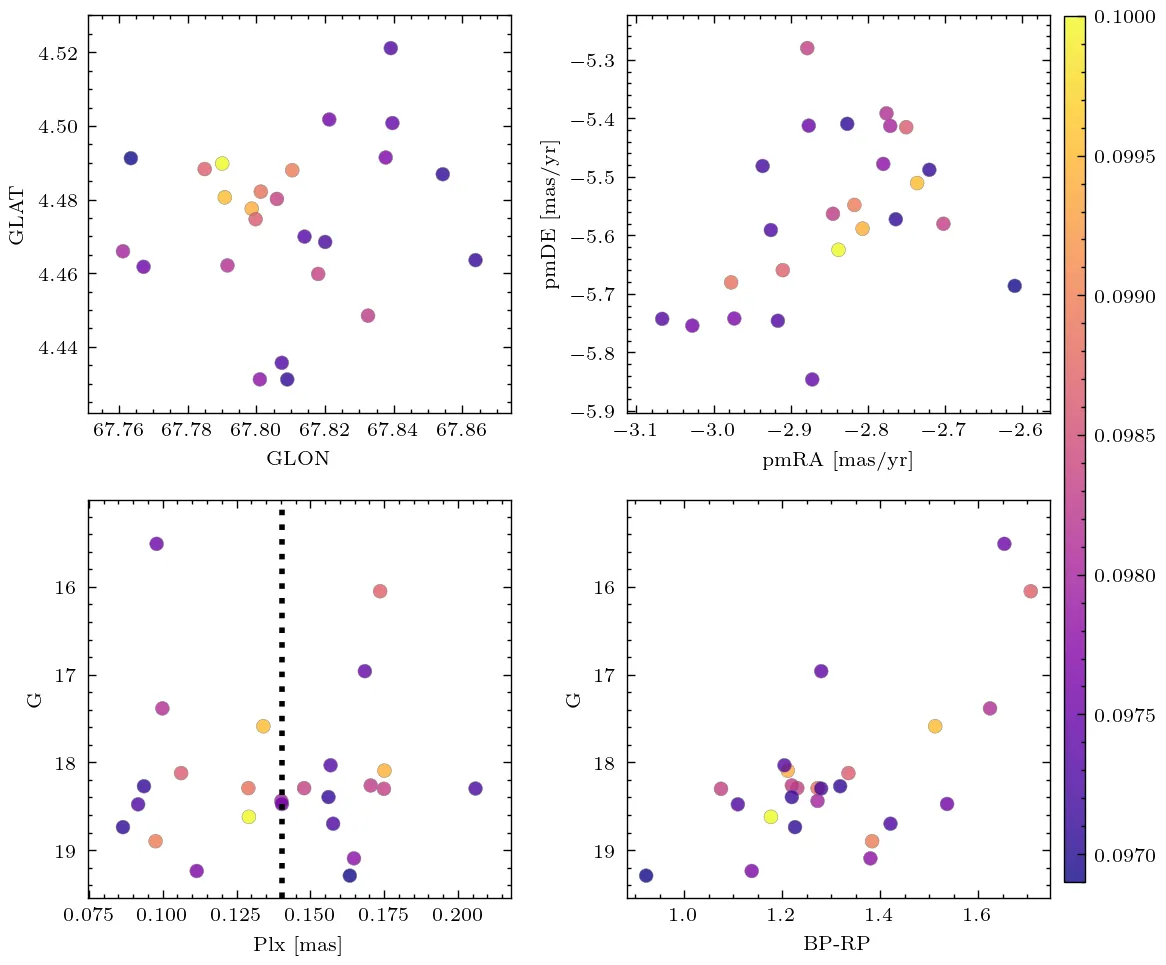 4.52
4.50
4.48
4.46
4.44
GLAT
67.76 67.78 67.80 67.82 67.84 67.86
GLON
−5.3
−5.4
−5.5
−5.6
−5.7
−5.8
−5.9
pmDE [mas/yr]
−3.1 −3.0 −2.9 −2.8 −2.7 −2.6
pmRA [mas/yr]
16
17
18
19
G
0.075 0.100 0.125 0.150 0.175 0.200
Plx [mas]
16
17
18
19
G
1.0 1.2 1.4 1.6
BP-RP
0.1000
0.0995
0.0990
0.0985
0.0980
0.0975
0.0970